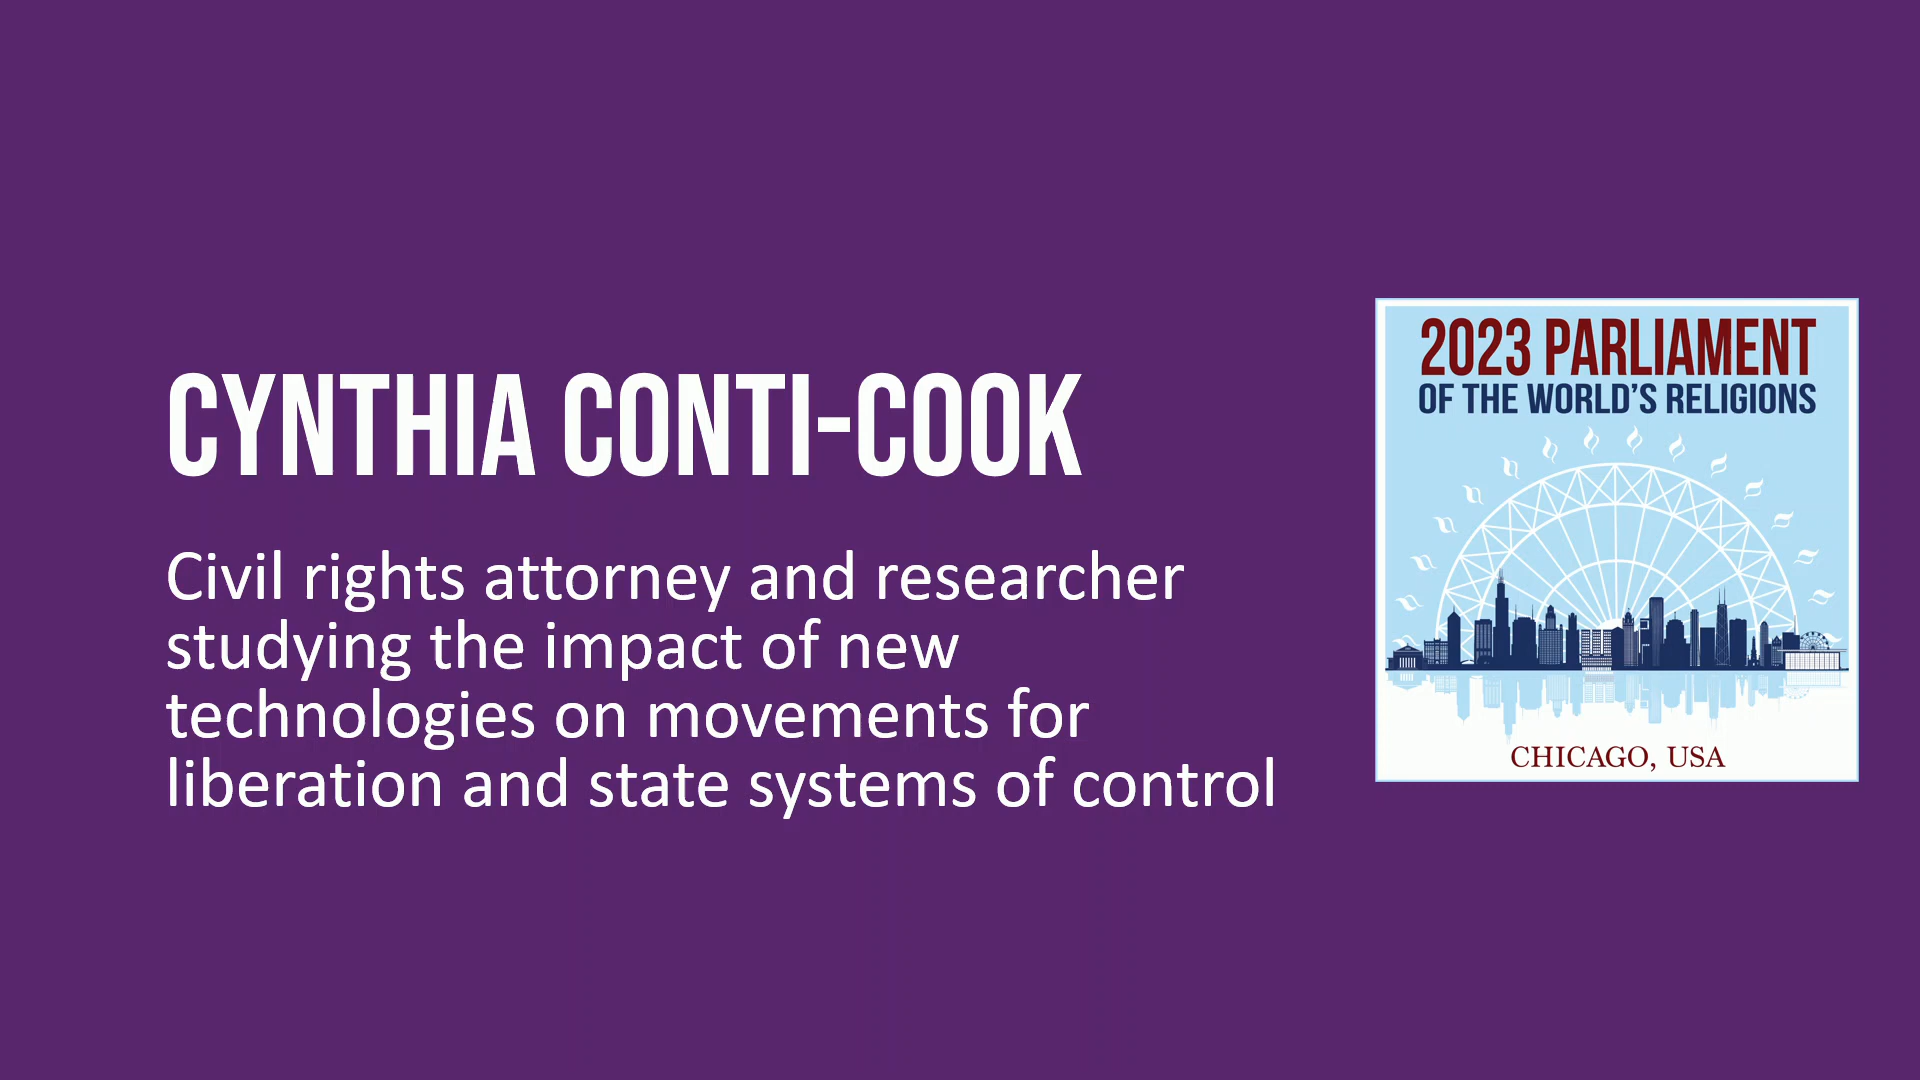 CYNTHIA CONTI-COOK
Civil rights attorney and researcher
studying the impact of new
technologies on movements for
liberation and state systems of control
2023 PARLIAMENT
OF THE WORLD'S RELIGIONS
CHICAGO, USA